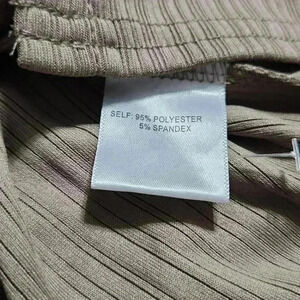 SELF: 95% POLYESTER
5% SPANDEX